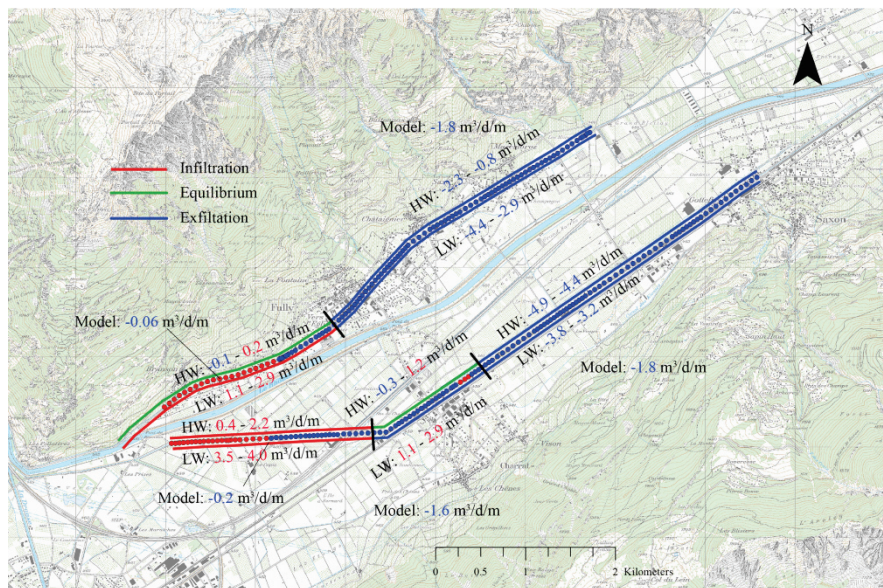 N
Model: -1.8 m³/d/m
Infiltration
Equilibrium
Exfiltation
HW: -2.3 - -0.8 m³/d/m
LW: -4.4 - -2.9 m³/d/m
Saxon
La Fontaine
Fully
HW: -4.9 - -4.4 m³/d/m
LW: -3.8 - -3.2 m³/d/m
Model: -0.06 m³/d/m
HW: -0.1 - 0.2 m³/d/m
LW: 1.1 - 2.9 m³/d/m
HW: -0.3 - 1.2 m³/d/m
LW: 1.1 - 2.9 m³/d/m
Model: -1.8 m³/d/m
HW: 0.4 - 2.2 m³/d/m
LW: 3.5 - 4.0 m³/d/m
Charrat
Les Chênes
Model: -0.2 m³/d/m
Model: -1.6 m³/d/m
0 0.5 1 2 Kilometers